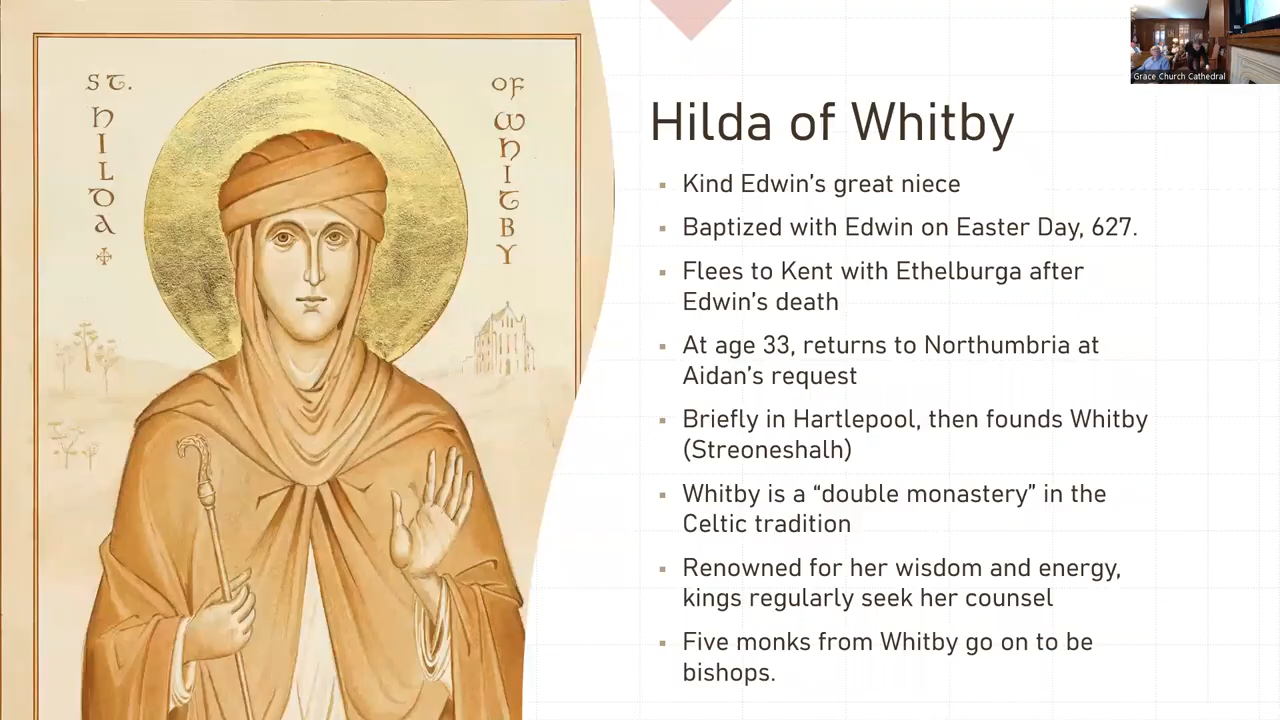 ST.
HILDA
OF
WHITBY
Grace Church Cathedral
Hilda of Whitby
Kind Edwin’s great niece
Baptized with Edwin on Easter Day, 627.
Flees to Kent with Ethelburga after
Edwin’s death
At age 33, returns to Northumbria at
Aidan’s request
Briefly in Hartlepool, then founds Whitby
(Streoneshalh)
Whitby is a “double monastery” in the
Celtic tradition
Renowned for her wisdom and energy,
kings regularly seek her counsel
Five monks from Whitby go on to be
bishops.